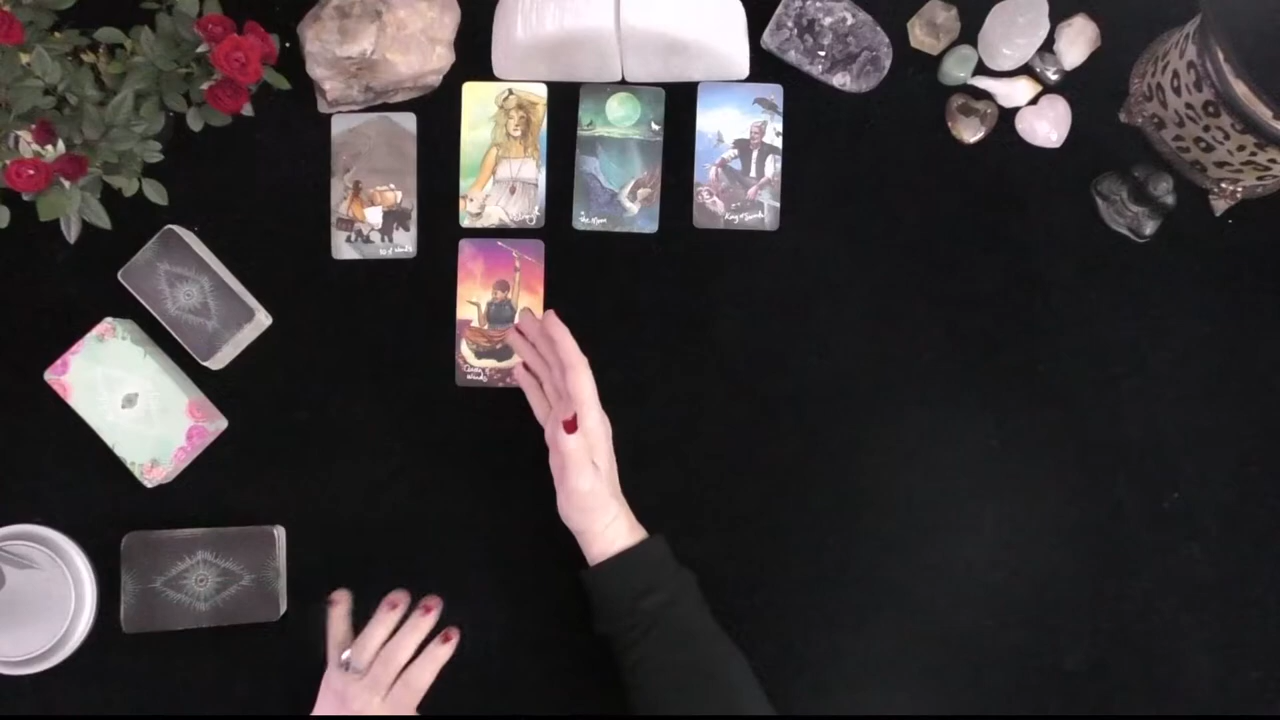 10 of Wands
Strength
The Moon
King of Swords
Queen of
Wands